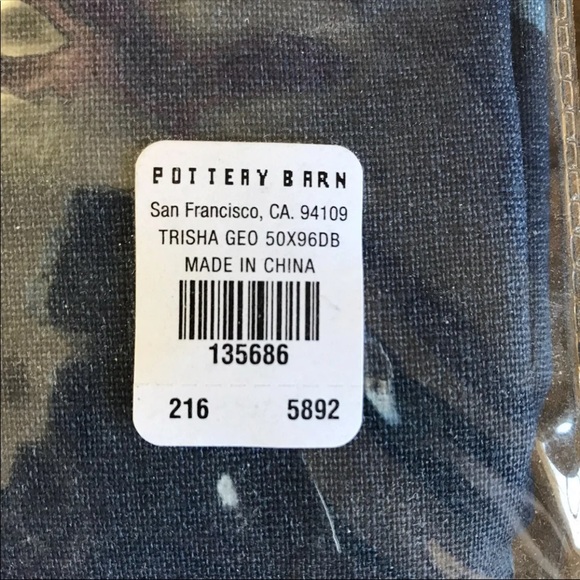 POTTERY BARN
San Francisco, CA. 94109
TRISHA GEO 50X96DB
MADE IN CHINA
135686
216 5892